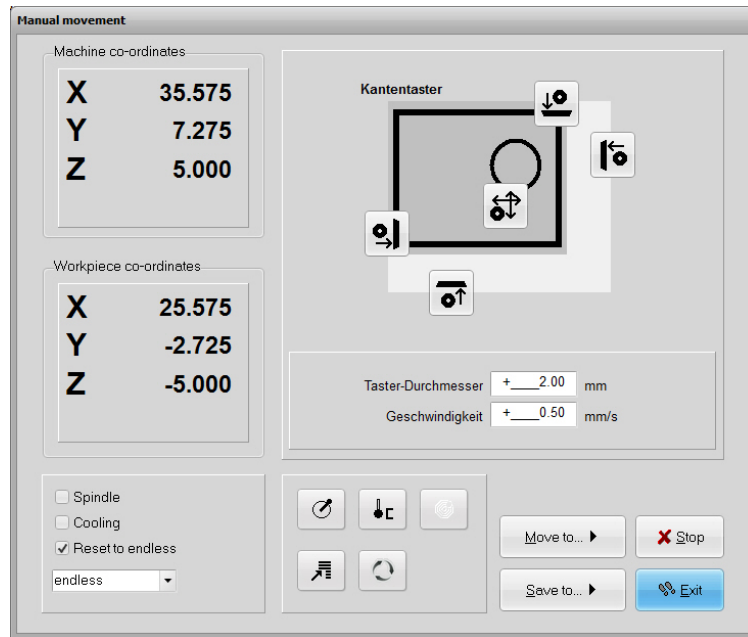 Manual movement
Machine co-ordinates
X 35.575
Y 7.275
Z 5.000
Workpiece co-ordinates
X 25.575
Y -2.725
Z -5.000
Kantentaster
Taster-Durchmesser +____2.00 mm
Geschwindigkeit +____0.50 mm/s
Spindle
Cooling
Reset to endless
endless
Move to...
Stop
Save to...
Exit